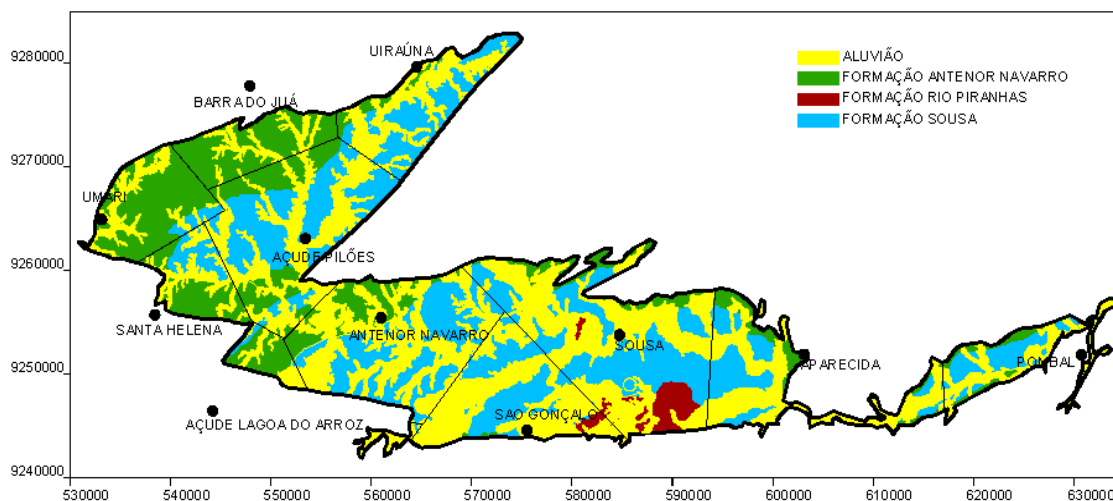 9280000
9270000
9260000
9250000
9240000
UIRAÚNA
BARRA DO JUÁ
UMARI
AÇUDE PILÕES
SANTA HELENA
ANTENOR NAVARRO
SOUSA
APARECIDA
POMBAL
SAO GONÇALO
AÇUDE LAGOA DO ARROZ
ALUVIÃO
FORMAÇÃO ANTENOR NAVARRO
FORMAÇÃO RIO PIRANHAS
FORMAÇÃO SOUSA
530000 540000 550000 560000 570000 580000 590000 600000 610000 620000 630000